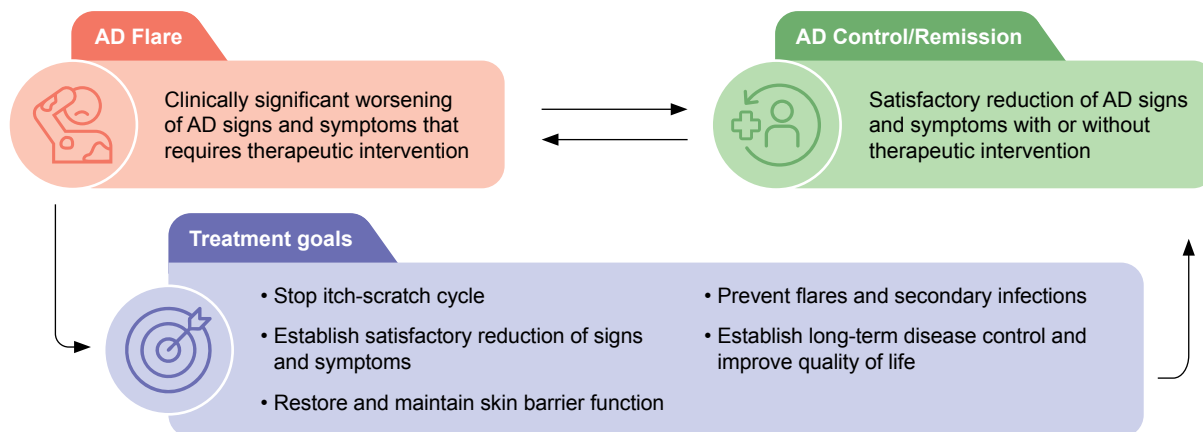 AD Flare
Clinically significant worsening
of AD signs and symptoms that
requires therapeutic intervention
AD Control/Remission
Satisfactory reduction of AD signs
and symptoms with or without
therapeutic intervention
Treatment goals
• Stop itch-scratch cycle
• Establish satisfactory reduction of signs
and symptoms
• Restore and maintain skin barrier function
• Prevent flares and secondary infections
• Establish long-term disease control and
improve quality of life